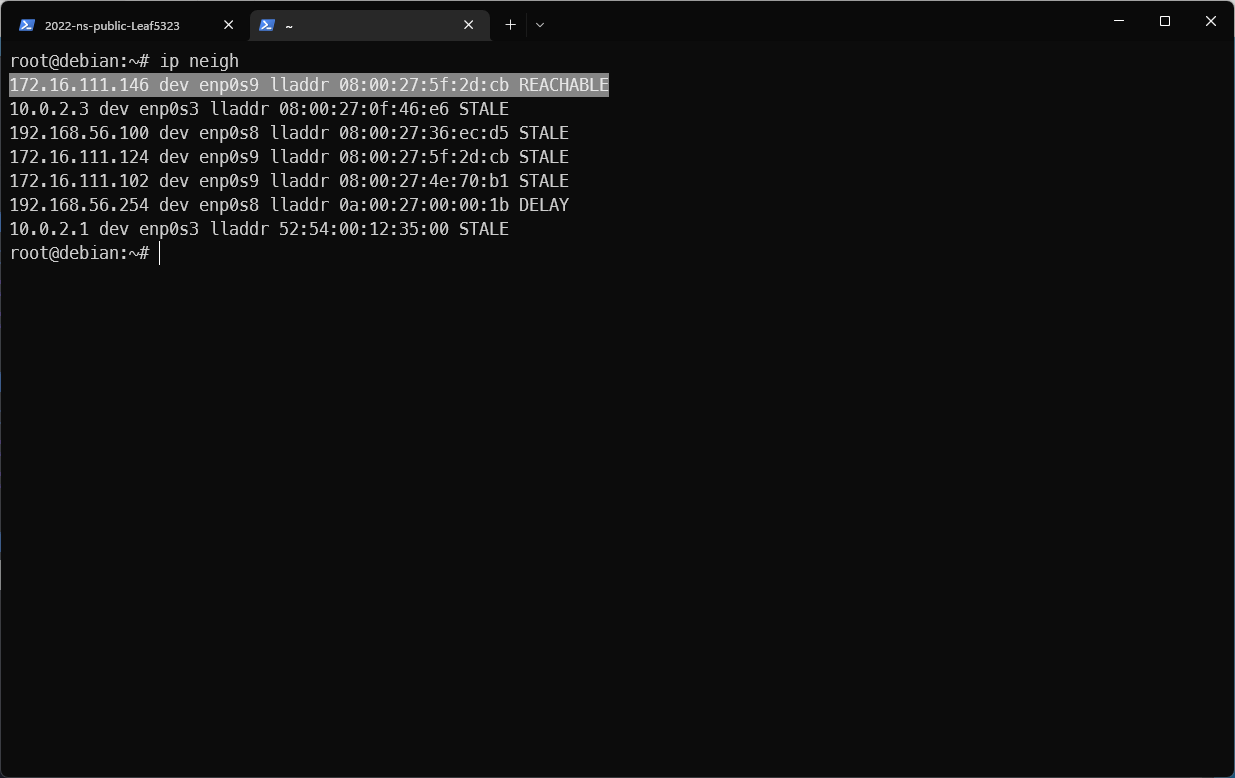 2022-ns-public-Leaf5323
~
root@debian:~# ip neigh
172.16.111.146 dev enp0s9 lladdr 08:00:27:5f:2d:cb REACHABLE
10.0.2.3 dev enp0s3 lladdr 08:00:27:0f:46:e6 STALE
192.168.56.100 dev enp0s8 lladdr 08:00:27:36:ec:d5 STALE
172.16.111.124 dev enp0s9 lladdr 08:00:27:5f:2d:cb STALE
172.16.111.102 dev enp0s9 lladdr 08:00:27:4e:70:b1 STALE
192.168.56.254 dev enp0s8 lladdr 0a:00:27:00:00:1b DELAY
10.0.2.1 dev enp0s3 lladdr 52:54:00:12:35:00 STALE
root@debian:~#